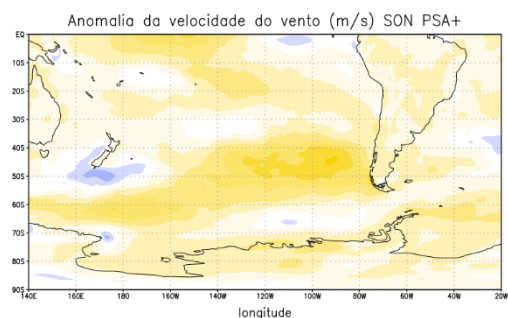 Anomalia da velocidade do vento (m/s) SON PSA+
EQ
10S
20S
30S
40S
50S
60S
70S
80S
90S
140E 160E 180 160W 140W 120W 100W 80W 60W 40W 20W
longitude